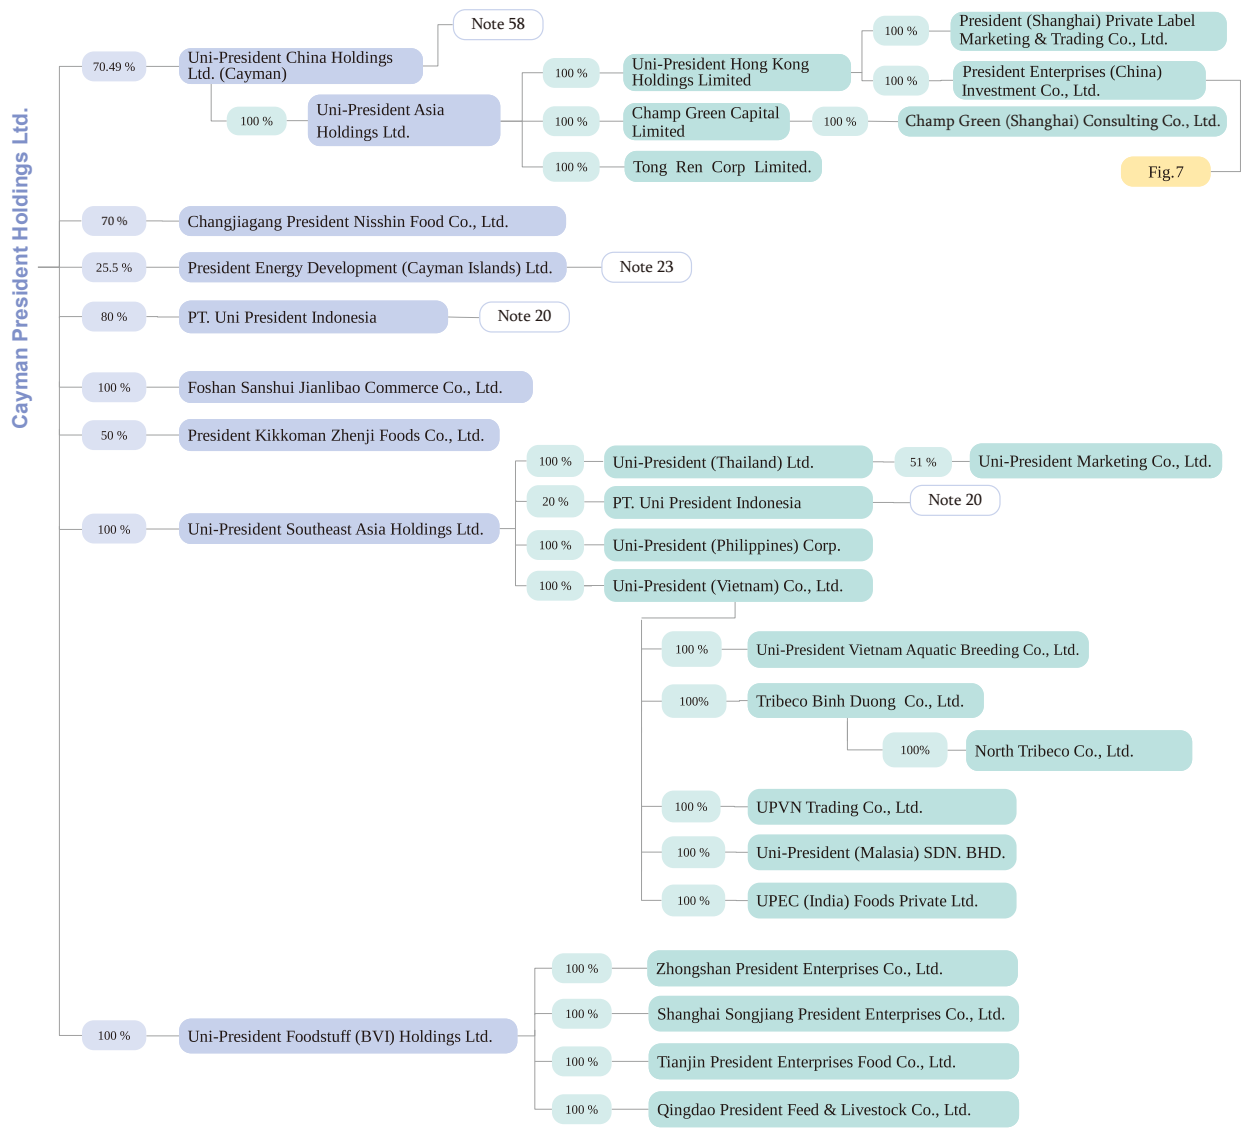 Cayman President Holdings Ltd.
Note 58
70.49 %
Uni-President China Holdings
Ltd. (Cayman)
100 %
Uni-President Asia
Holdings Ltd.
100 %
Uni-President Hong Kong
Holdings Limited
100 %
President (Shanghai) Private Label
Marketing & Trading Co., Ltd.
100 %
President Enterprises (China)
Investment Co., Ltd.
100 %
Champ Green Capital
Limited
100 %
Champ Green (Shanghai) Consulting Co., Ltd.
100 %
Tong Ren Corp Limited.
Fig.7
70 %
Changjiagang President Nisshin Food Co., Ltd.
25.5 %
President Energy Development (Cayman Islands) Ltd.
Note 23
80 %
PT. Uni President Indonesia
Note 20
100 %
Foshan Sanshui Jianlibao Commerce Co., Ltd.
50 %
President Kikkoman Zhenji Foods Co., Ltd.
100 %
Uni-President Southeast Asia Holdings Ltd.
100 %
Uni-President (Thailand) Ltd.
51 %
Uni-President Marketing Co., Ltd.
20 %
PT. Uni President Indonesia
Note 20
100 %
Uni-President (Philippines) Corp.
100 %
Uni-President (Vietnam) Co., Ltd.
100 %
Uni-President Vietnam Aquatic Breeding Co., Ltd.
100%
Tribeco Binh Duong Co., Ltd.
100%
North Tribeco Co., Ltd.
100 %
UPVN Trading Co., Ltd.
100 %
Uni-President (Malasia) SDN. BHD.
100 %
UPEC (India) Foods Private Ltd.
100 %
Uni-President Foodstuff (BVI) Holdings Ltd.
100 %
Zhongshan President Enterprises Co., Ltd.
100 %
Shanghai Songjiang President Enterprises Co., Ltd.
100 %
Tianjin President Enterprises Food Co., Ltd.
100 %
Qingdao President Feed & Livestock Co., Ltd.